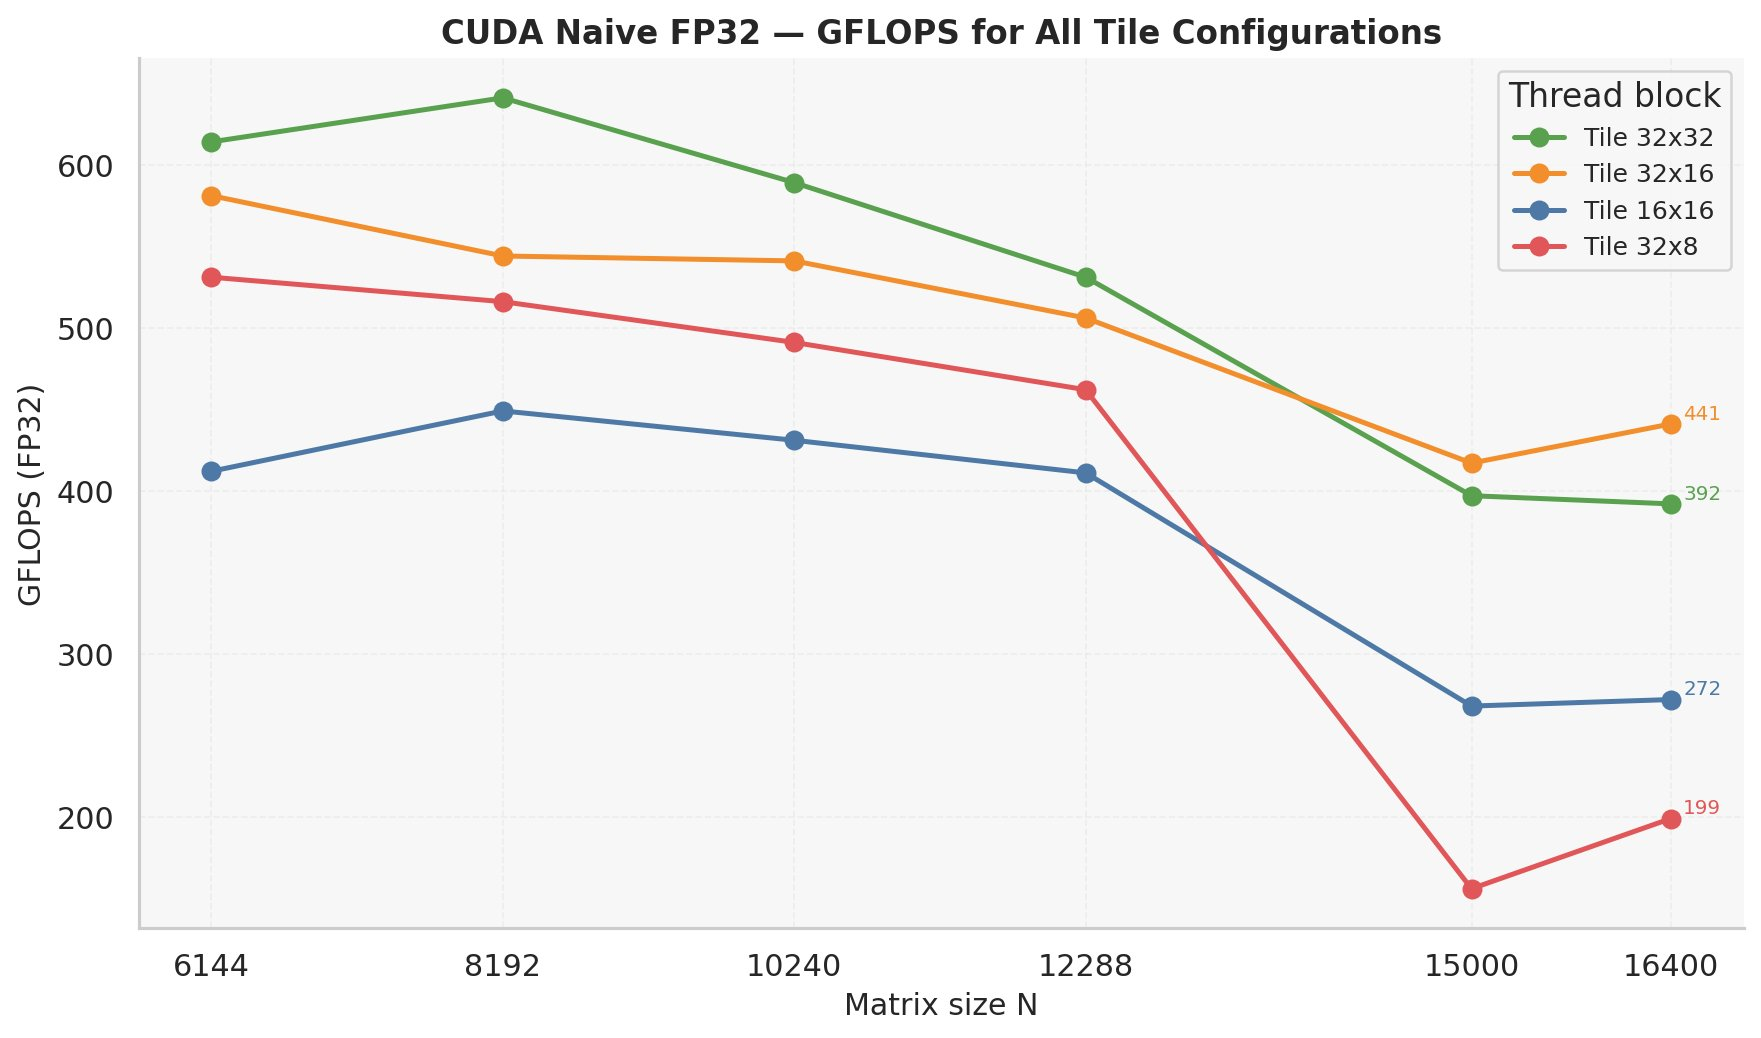 CUDA Naive FP32 — GFLOPS for All Tile Configurations
Thread block
Tile 32x32
Tile 32x16
Tile 16x16
Tile 32x8
GFLOPS (FP32)
600
500
400
300
200
441
392
272
199
6144
8192
10240
12288
15000
16400
Matrix size N